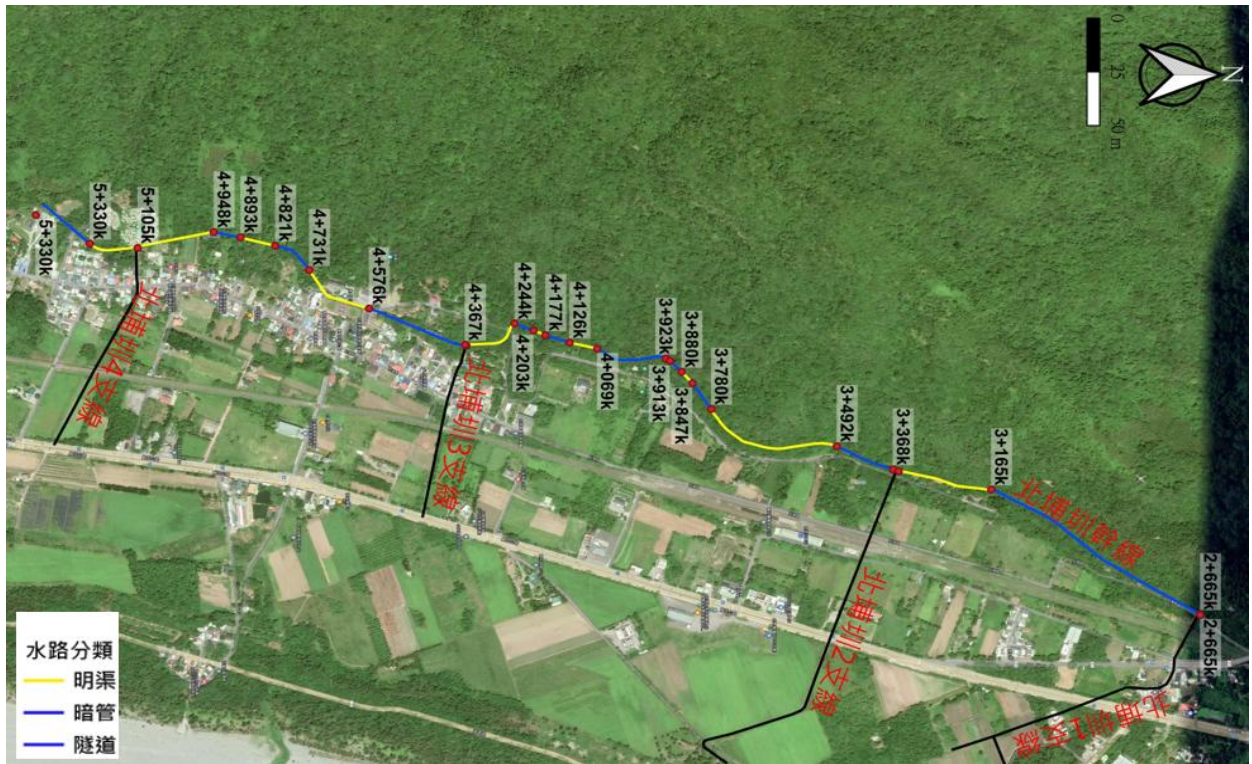 N
0 25 50 m
5+330k
5+330k
5+105k
4+948k
4+893k
4+821k
4+731k
4+576k
4+367k
4+244k
4+203k
4+177k
4+126k
4+069k
3+923k
3+913k
3+880k
3+847k
3+780k
3+492k
3+368k
3+165k
2+665k
2+665k
北埔圳幹線
北埔圳1支線
北埔圳2支線
北埔圳3支線
北埔圳4支線
水路分類
明渠
暗管
隧道